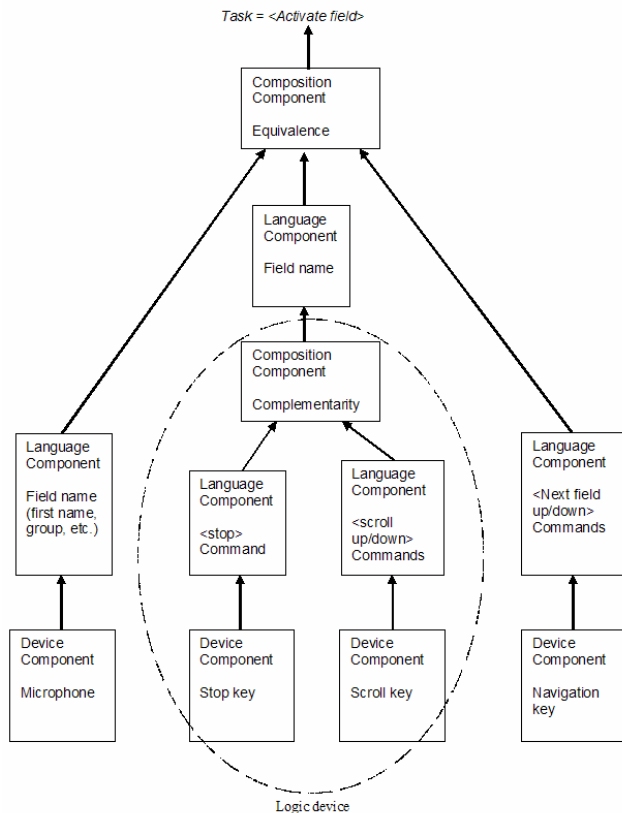 Task = <Activate field>
Composition
Component
Equivalence
Language
Component
Field name
Composition
Component
Complementarity
Language
Component
Field name
(first name,
group, etc.)
Language
Component
<stop>
Command
Language
Component
<scroll
up/down>
Commands
Language
Component
<Next field
up/down>
Commands
Device
Component
Microphone
Device
Component
Stop key
Device
Component
Scroll key
Device
Component
Navigation
key
Logic device